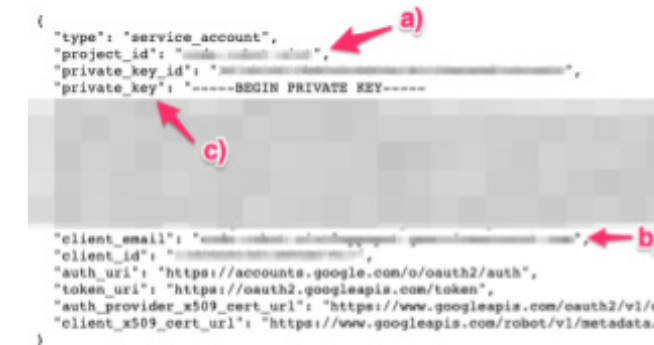 a)
{
"type": "service_account",
"project_id": "
",
"private_key_id": "
",
"private_key": "-----BEGIN PRIVATE KEY-----
c)
"client_email": "
",
b
"client_id": "
",
"auth_uri": "https://accounts.google.com/o/oauth2/auth",
"token_uri": "https://oauth2.googleapis.com/token",
"auth_provider_x509_cert_url": "https://www.googleapis.com/oauth2/v1/
"client_x509_cert_url": "https://www.googleapis.com/robot/v1/metadata/
}